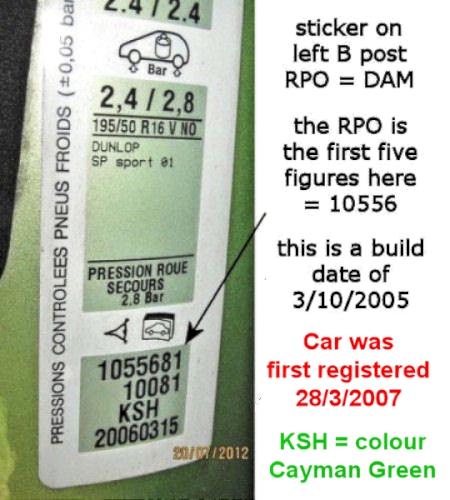 2.4 / 2.4
Bar
2,4 / 2,8
195/50 R16 V NO
DUNLOP
SP sport 01
PRESSION ROUE
SECOURS
2.8 Bar
1055681
10081
KSH
20060315
PRESSIONS CONTROLEES PNEUS FROIDS (±0,05 bar
20/07/2012
sticker on
left B post
RPO = DAM
the RPO is
the first five
figures here
= 10556
this is a build
date of
3/10/2005
Car was
first registered
28/3/2007
KSH = colour
Cayman Green